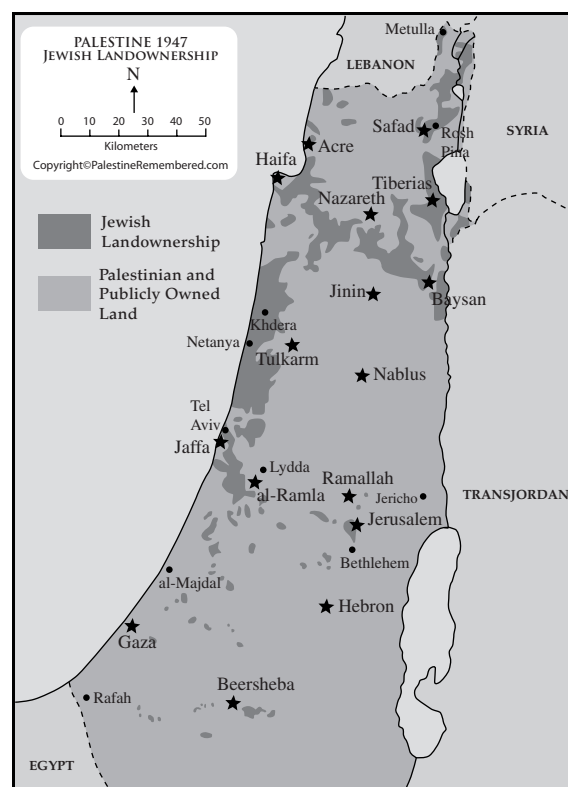 PALESTINE 1947
JEWISH LANDOWNERSHIP
N
0 10 20 30 40 50
Kilometers
Copyright©PalestineRemembered.com
Jewish
Landownership
Palestinian and
Publicly Owned
Land
Metulla
LEBANON
SYRIA
Safad
Rosh
Pina
Acre
Haifa
Tiberias
Nazareth
Jinin
Baysan
Khdera
Netanya
Tulkarm
Nablus
Tel
Aviv
Jaffa
Lydda
al-Ramla
Ramallah
Jericho
TRANSJORDAN
Jerusalem
Bethlehem
al-Majdal
Hebron
Gaza
Beersheba
Rafah
EGYPT